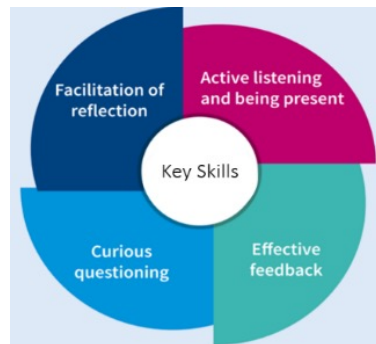 Facilitation of
reflection
Active listening
and being present
Key Skills
Curious
questioning
Effective
feedback